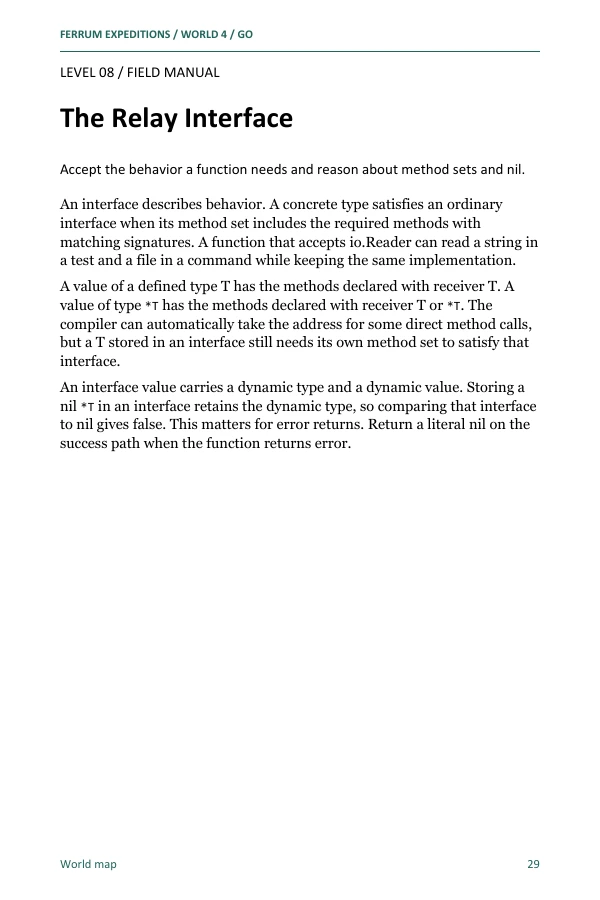 FERRUM EXPEDITIONS / WORLD 4 / GO
LEVEL 08 / FIELD MANUAL
The Relay Interface
Accept the behavior a function needs and reason about method sets and nil.
An interface describes behavior. A concrete type satisfies an ordinary
interface when its method set includes the required methods with
matching signatures. A function that accepts io.Reader can read a string in
a test and a file in a command while keeping the same implementation.
A value of a defined type T has the methods declared with receiver T. A
value of type *T has the methods declared with receiver T or *T. The
compiler can automatically take the address for some direct method calls,
but a T stored in an interface still needs its own method set to satisfy that
interface.
An interface value carries a dynamic type and a dynamic value. Storing a
nil *T in an interface retains the dynamic type, so comparing that interface
to nil gives false. This matters for error returns. Return a literal nil on the
success path when the function returns error.
World map
29